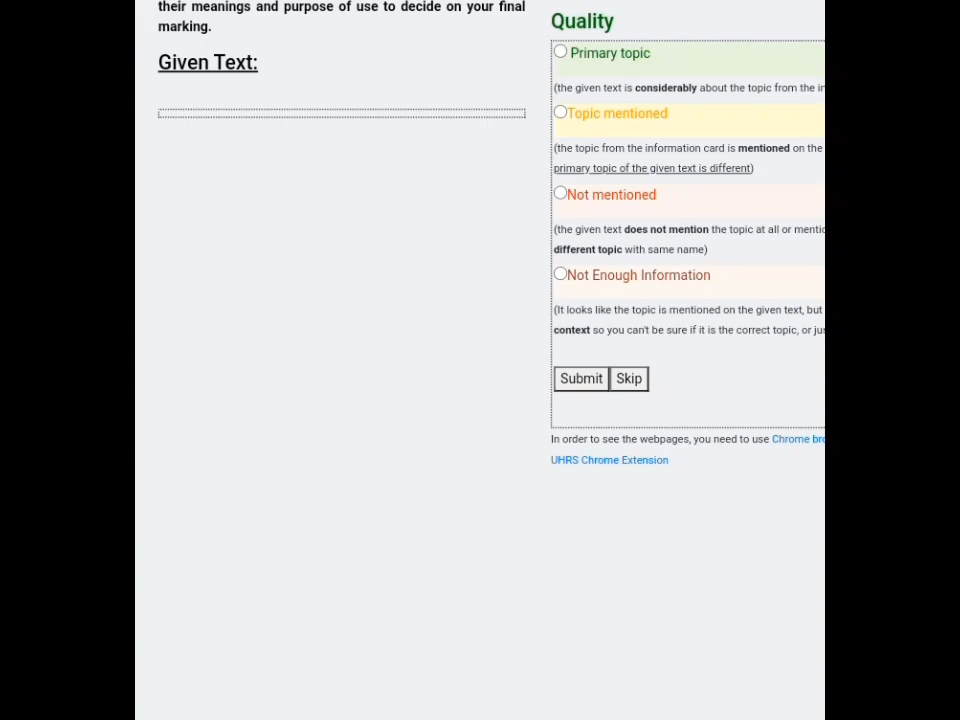 their meanings and purpose of use to decide on your final
marking.
Given Text:
Quality
Primary topic
(the given text is considerably about the topic from the in
Topic mentioned
(the topic from the information card is mentioned on the
primary topic of the given text is different)
Not mentioned
(the given text does not mention the topic at all or mentio
different topic with same name)
Not Enough Information
(It looks like the topic is mentioned on the given text, but
context so you can't be sure if it is the correct topic, or jus
Submit Skip
In order to see the webpages, you need to use Chrome bro
UHRS Chrome Extension